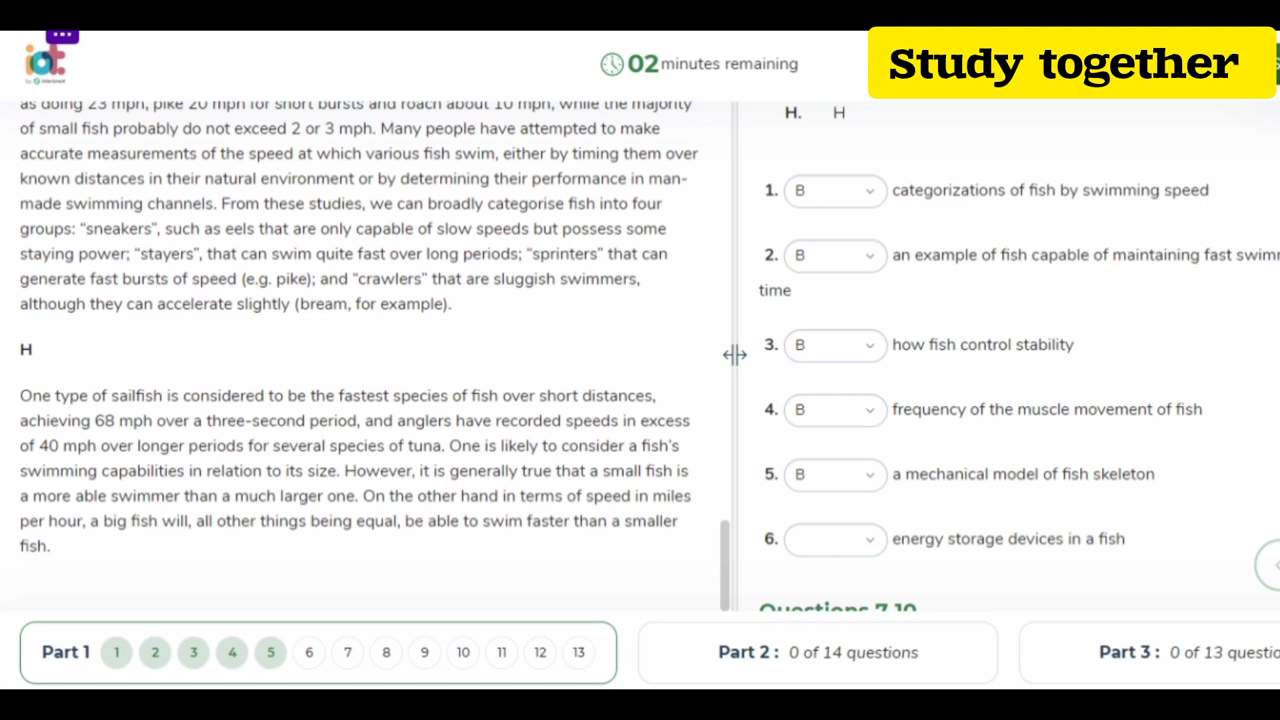 iot
02 minutes remaining
Study together
as doing 23 mph, pike 20 mph for short bursts and roach about 10 mph, while the majority
of small fish probably do not exceed 2 or 3 mph. Many people have attempted to make
accurate measurements of the speed at which various fish swim, either by timing them over
known distances in their natural environment or by determining their performance in man-
made swimming channels. From these studies, we can broadly categorise fish into four
groups: “sneakers”, such as eels that are only capable of slow speeds but possess some
staying power; “stayers”, that can swim quite fast over long periods; “sprinters” that can
generate fast bursts of speed (e.g. pike); and “crawlers” that are sluggish swimmers,
although they can accelerate slightly (bream, for example).
H
One type of sailfish is considered to be the fastest species of fish over short distances,
achieving 68 mph over a three-second period, and anglers have recorded speeds in excess
of 40 mph over longer periods for several species of tuna. One is likely to consider a fish’s
swimming capabilities in relation to its size. However, it is generally true that a small fish is
a more able swimmer than a much larger one. On the other hand in terms of speed in miles
per hour, a big fish will, all other things being equal, be able to swim faster than a smaller
fish.
H. H
1. B categorizations of fish by swimming speed
2. B an example of fish capable of maintaining fast swimm
time
3. B how fish control stability
4. B frequency of the muscle movement of fish
5. B a mechanical model of fish skeleton
6. energy storage devices in a fish
Questions 7-10
Part 1 1 2 3 4 5 6 7 8 9 10 11 12 13
Part 2 : 0 of 14 questions
Part 3 : 0 of 13 questio